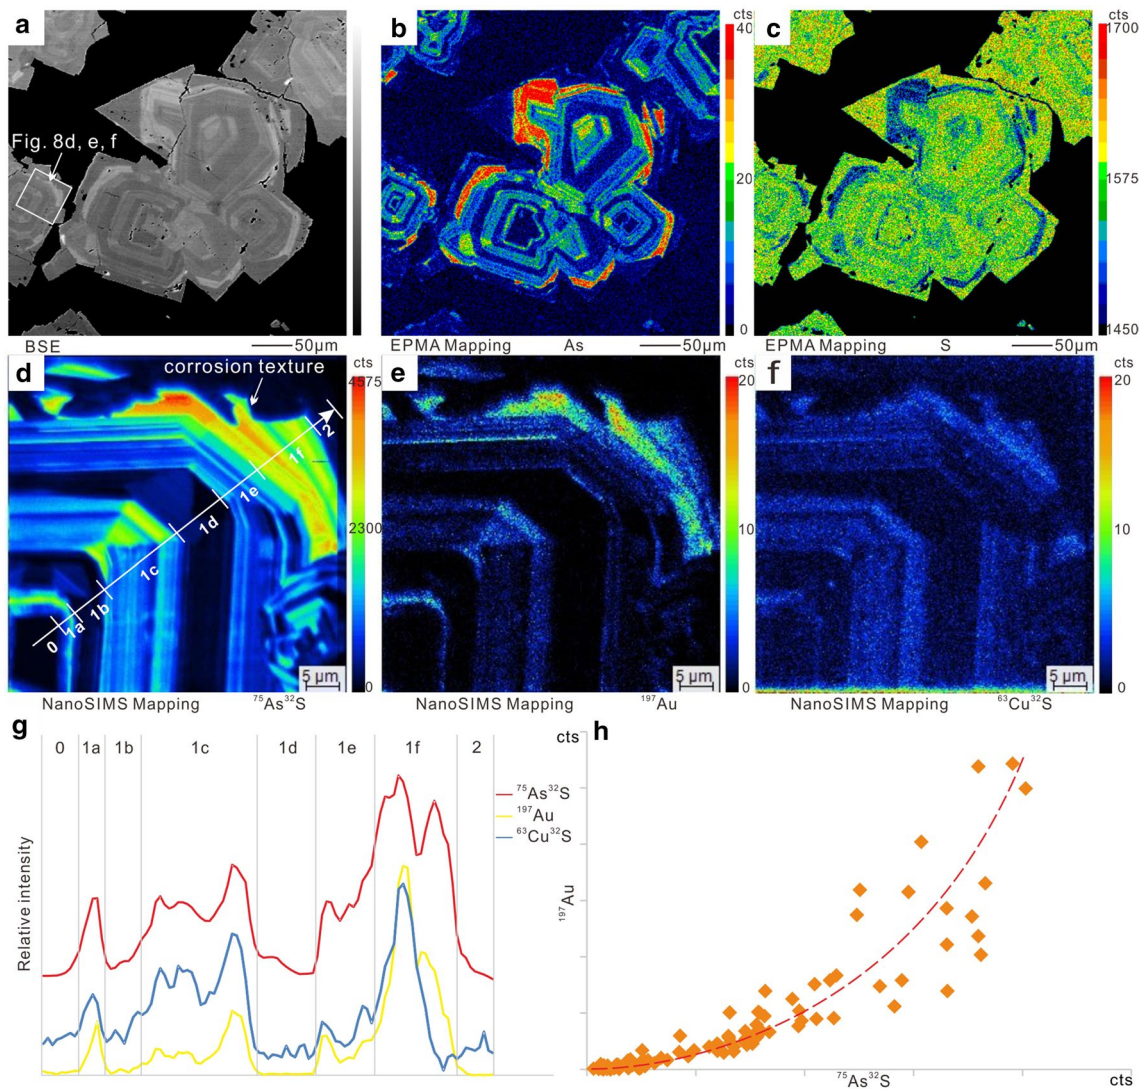 a
Fig. 8d, e, f
BSE
50μm
b
cts
40
20
0
EPMA Mapping As 50μm
c
cts
1700
1575
1450
EPMA Mapping S 50μm
d
corrosion texture
cts
4575
2300
0
0 1a 1b 1c 1d 1e 1f 2
5 μm
NanoSIMS Mapping ⁷⁵As³²S
e
cts
20
10
0
5 μm
NanoSIMS Mapping ¹⁹⁷Au
f
cts
20
10
0
5 μm
NanoSIMS Mapping ⁶³Cu³²S
g
0 1a 1b 1c 1d 1e 1f 2
⁷⁵As³²S
¹⁹⁷Au
⁶³Cu³²S
Relative intensity
h
cts
¹⁹⁷Au
⁷⁵As³²S
cts